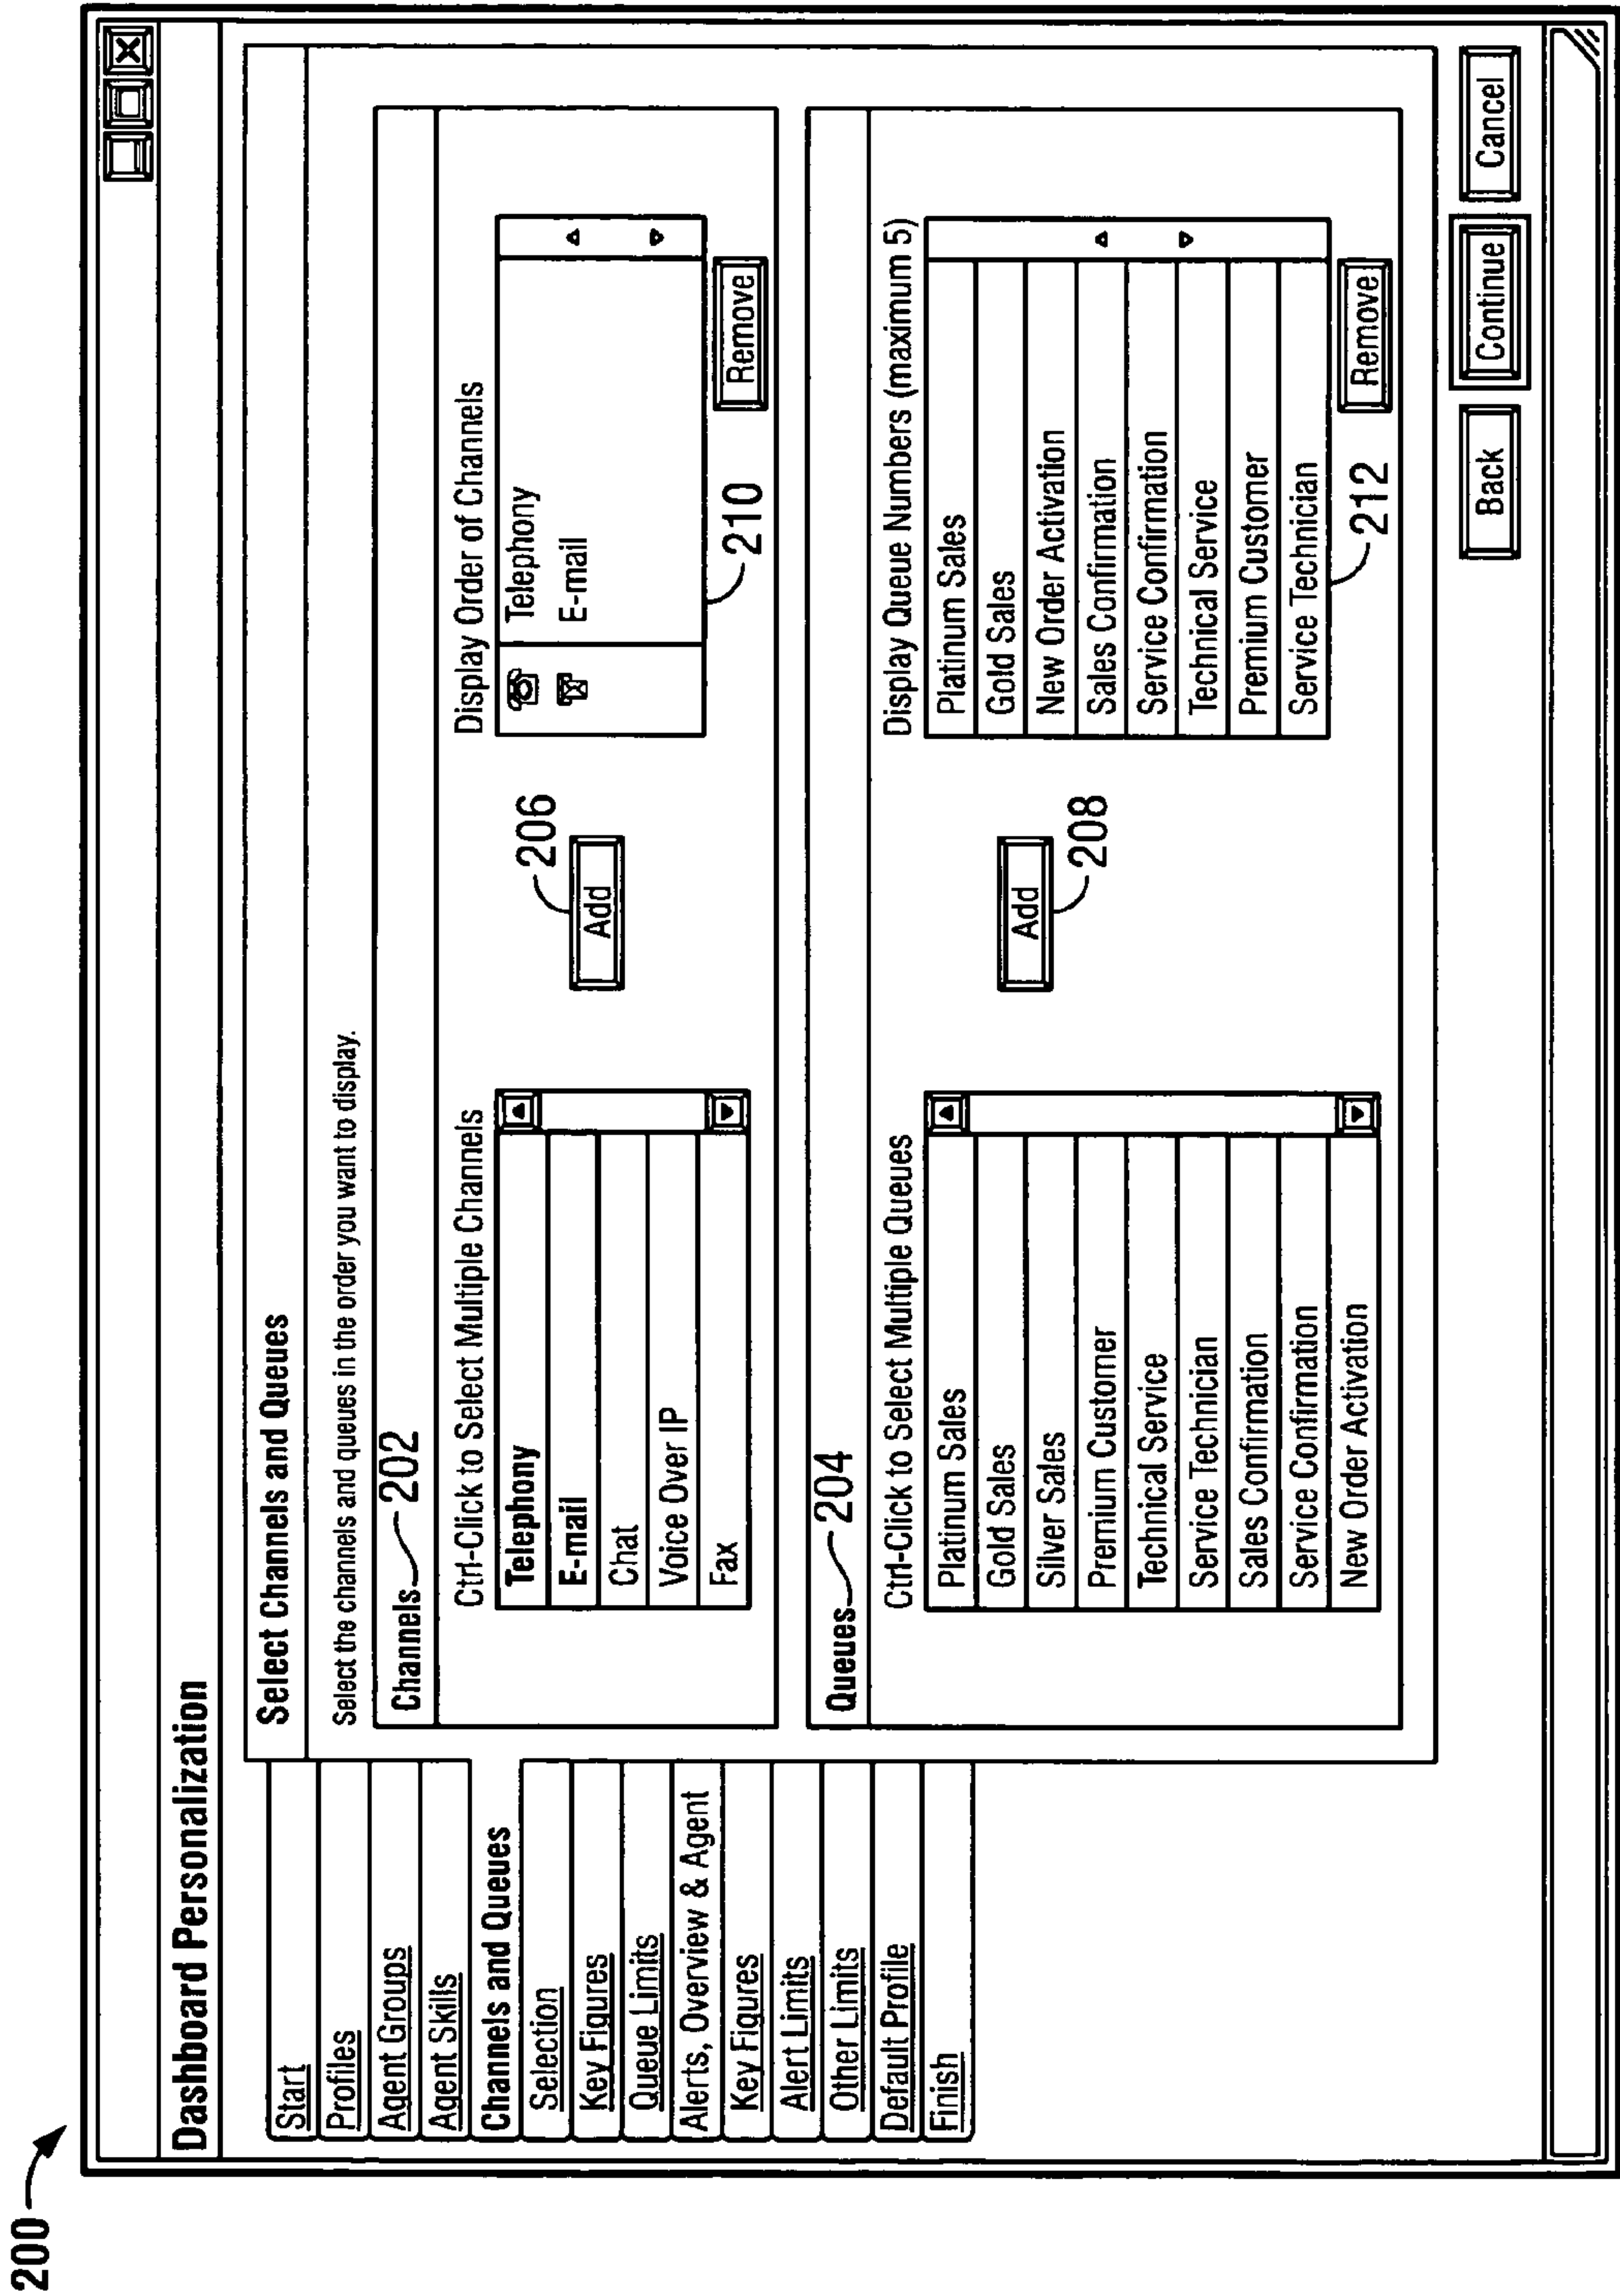 200
Dashboard Personalization
Start
Profiles
Agent Groups
Agent Skills
Channels and Queues
Selection
Key Figures
Queue Limits
Alerts, Overview & Agent
Key Figures
Alert Limits
Other Limits
Default Profile
Finish
Select Channels and Queues
Select the channels and queues in the order you want to display.
Channels 202
Ctrl-Click to Select Multiple Channels
Telephony
E-mail
Chat
Voice Over IP
Fax
206
Add
Display Order of Channels
Telephony
E-mail
210
Remove
Queues 204
Ctrl-Click to Select Multiple Queues
Platinum Sales
Gold Sales
Silver Sales
Premium Customer
Technical Service
Service Technician
Sales Confirmation
Service Confirmation
New Order Activation
Add
208
Display Queue Numbers (maximum 5)
Platinum Sales
Gold Sales
New Order Activation
Sales Confirmation
Service Confirmation
Technical Service
Premium Customer
Service Technician
212
Remove
Back
Continue
Cancel